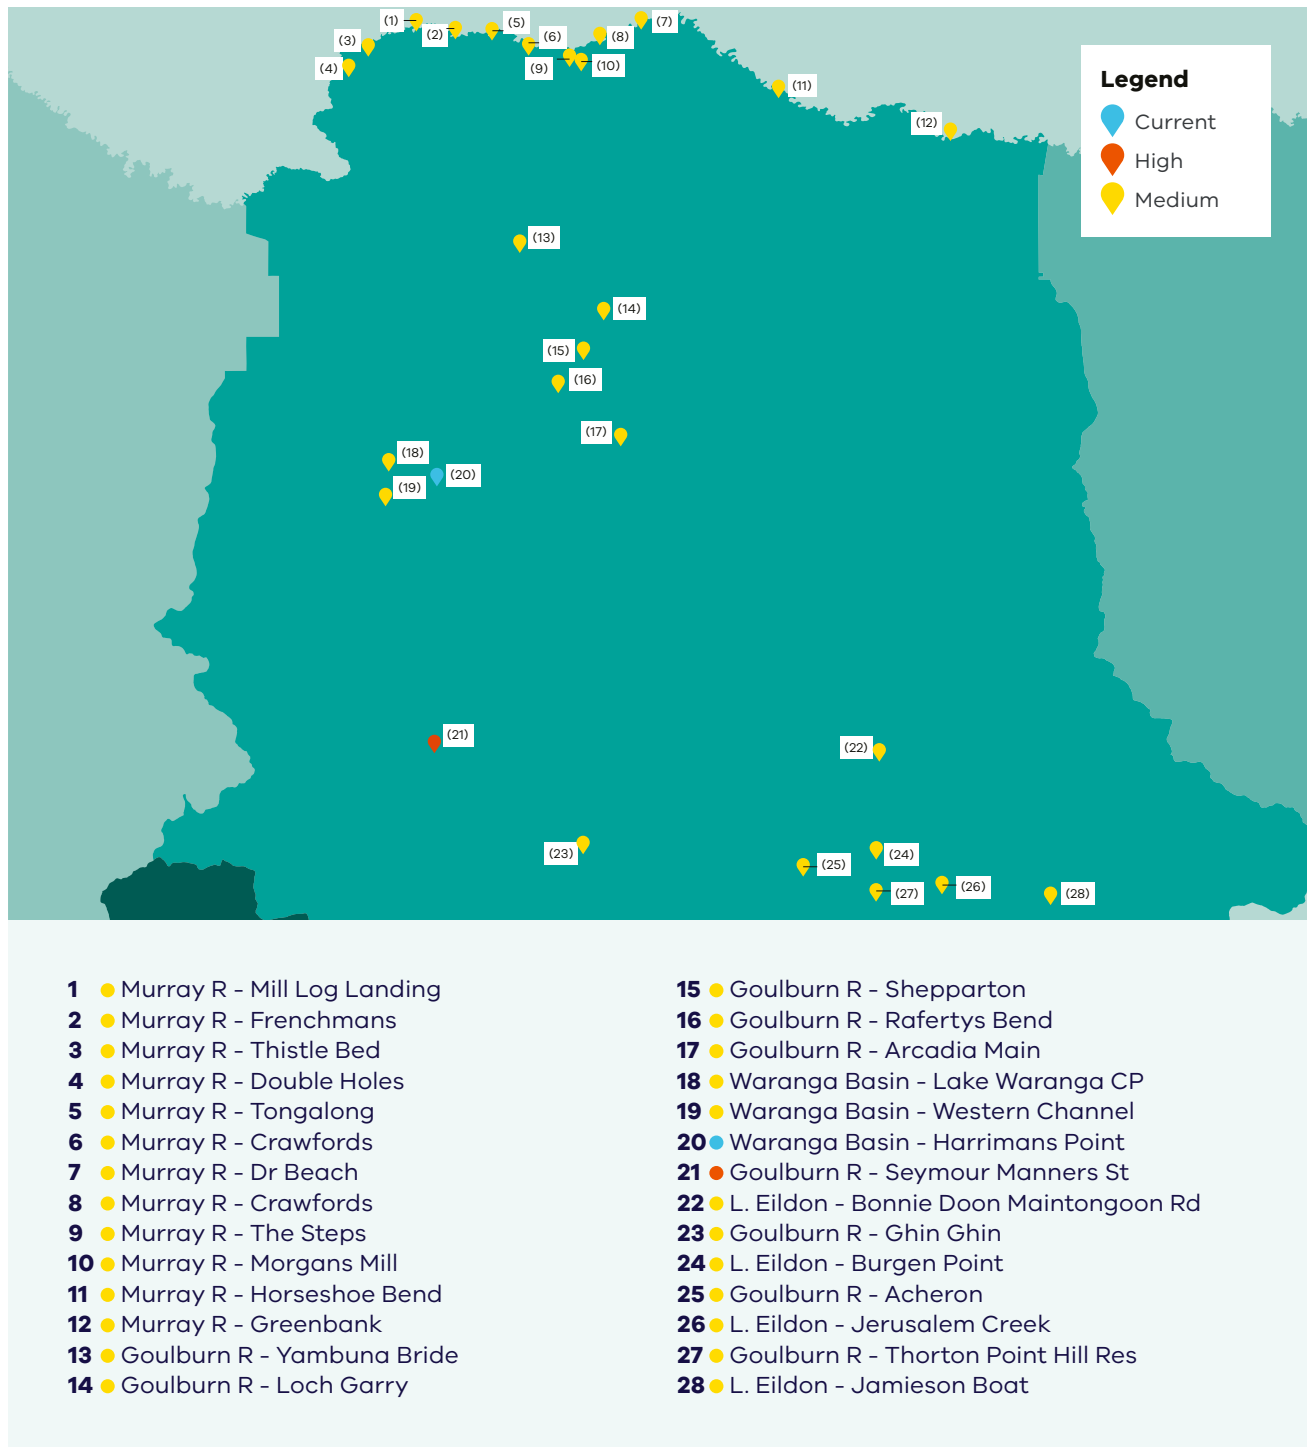 (1)
(2)
(3)
(4)
(5)
(6)
(7)
(8)
(9)
(10)
(11)
(12)
Legend
Current
High
Medium
(13)
(14)
(15)
(16)
(17)
(18)
(19)
(20)
(21)
(22)
(23)
(24)
(25)
(26)
(27)
(28)
1 Murray R - Mill Log Landing
2 Murray R - Frenchmans
3 Murray R - Thistle Bed
4 Murray R - Double Holes
5 Murray R - Tongalong
6 Murray R - Crawfords
7 Murray R - Dr Beach
8 Murray R - Crawfords
9 Murray R - The Steps
10 Murray R - Morgans Mill
11 Murray R - Horseshoe Bend
12 Murray R - Greenbank
13 Goulburn R - Yambuna Bride
14 Goulburn R - Loch Garry
15 Goulburn R - Shepparton
16 Goulburn R - Rafertys Bend
17 Goulburn R - Arcadia Main
18 Waranga Basin - Lake Waranga CP
19 Waranga Basin - Western Channel
20 Waranga Basin - Harrimans Point
21 Goulburn R - Seymour Manners St
22 L. Eildon - Bonnie Doon Maintongoon Rd
23 Goulburn R - Ghin Ghin
24 L. Eildon - Burgen Point
25 Goulburn R - Acheron
26 L. Eildon - Jerusalem Creek
27 Goulburn R - Thorton Point Hill Res
28 L. Eildon - Jamieson Boat